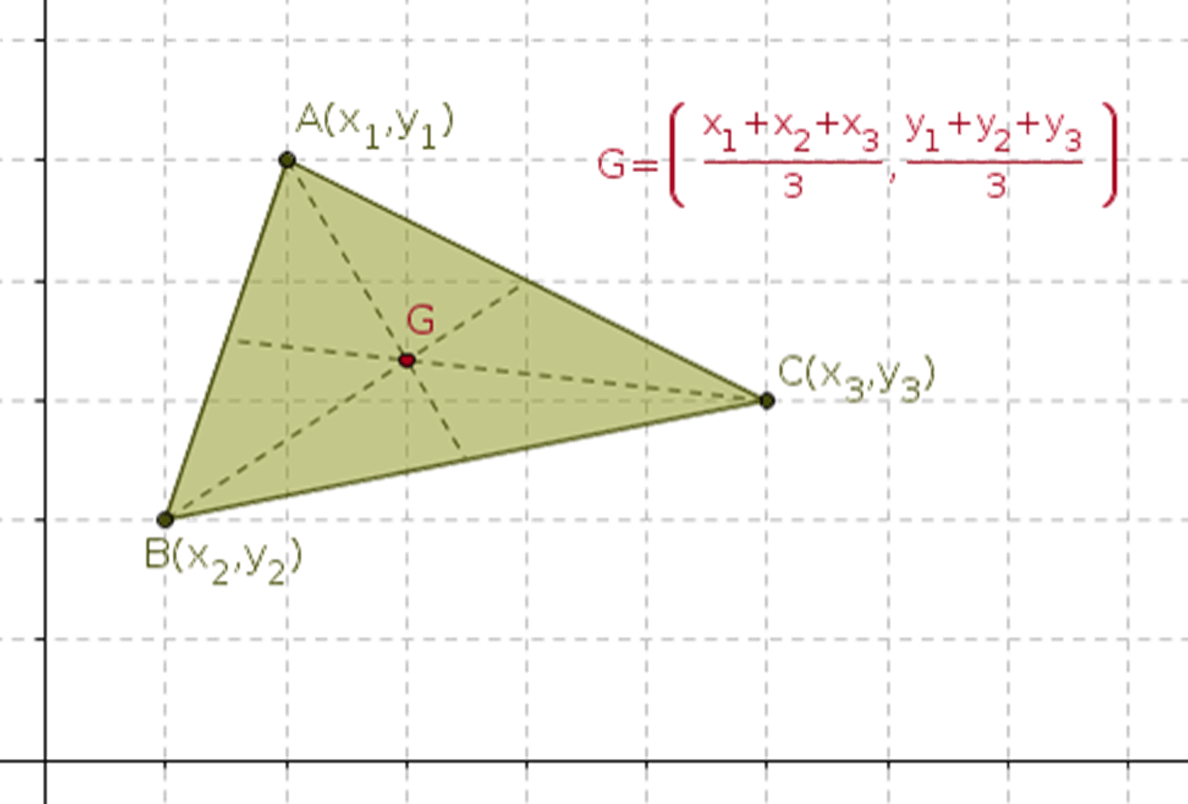 A(x₁,y₁)
G=(x₁+x₂+x₃/3, y₁+y₂+y₃/3)
G
C(x₃,y₃)
B(x₂,y₂)